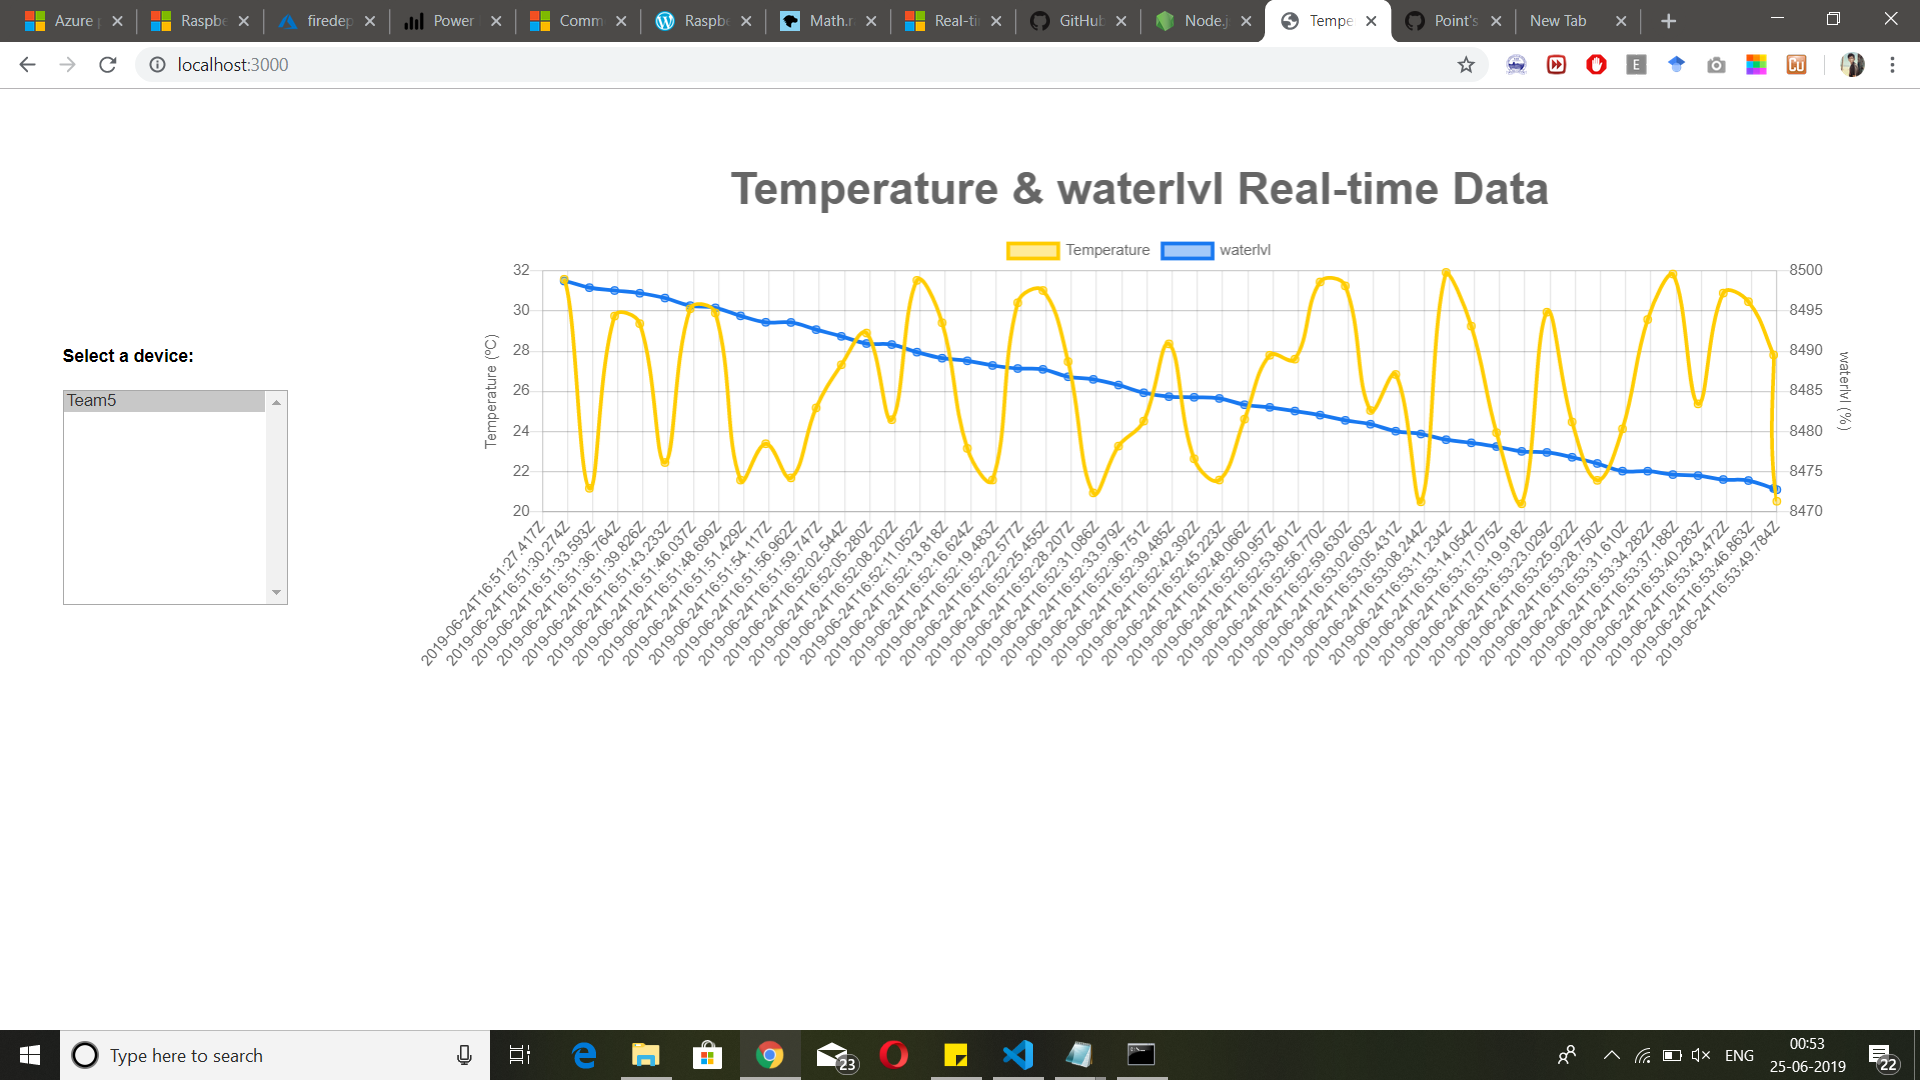 Azure p
Raspbe
firedep
Power
Comm
Raspbe
Math.r
Real-ti
GitHub
Node.j
Tempe
Point's
New Tab
localhost:3000
Temperature & waterlvl Real-time Data
Temperature waterlvl
Select a device:
Team5
Temperature (ºC)
32
30
28
26
24
22
20
8500
8495
8490
8485
8480
8475
8470
waterlvl (%)
2019-06-24T16:51:27.417Z
2019-06-24T16:51:30.274Z
2019-06-24T16:51:33.593Z
2019-06-24T16:51:36.764Z
2019-06-24T16:51:39.826Z
2019-06-24T16:51:43.233Z
2019-06-24T16:51:46.037Z
2019-06-24T16:51:48.699Z
2019-06-24T16:51:51.429Z
2019-06-24T16:51:54.117Z
2019-06-24T16:51:56.962Z
2019-06-24T16:51:59.747Z
2019-06-24T16:52:02.544Z
2019-06-24T16:52:05.280Z
2019-06-24T16:52:08.202Z
2019-06-24T16:52:11.052Z
2019-06-24T16:52:13.818Z
2019-06-24T16:52:16.624Z
2019-06-24T16:52:19.483Z
2019-06-24T16:52:22.577Z
2019-06-24T16:52:25.455Z
2019-06-24T16:52:28.207Z
2019-06-24T16:52:31.086Z
2019-06-24T16:52:33.979Z
2019-06-24T16:52:36.751Z
2019-06-24T16:52:39.485Z
2019-06-24T16:52:42.392Z
2019-06-24T16:52:45.223Z
2019-06-24T16:52:48.066Z
2019-06-24T16:52:50.957Z
2019-06-24T16:52:53.801Z
2019-06-24T16:52:56.770Z
2019-06-24T16:52:59.630Z
2019-06-24T16:53:02.603Z
2019-06-24T16:53:05.431Z
2019-06-24T16:53:08.244Z
2019-06-24T16:53:11.234Z
2019-06-24T16:53:14.054Z
2019-06-24T16:53:17.075Z
2019-06-24T16:53:19.918Z
2019-06-24T16:53:23.029Z
2019-06-24T16:53:25.922Z
2019-06-24T16:53:28.750Z
2019-06-24T16:53:31.610Z
2019-06-24T16:53:34.282Z
2019-06-24T16:53:37.188Z
2019-06-24T16:53:40.283Z
2019-06-24T16:53:43.472Z
2019-06-24T16:53:46.863Z
2019-06-24T16:53:49.784Z
Type here to search
23
ENG
00:53
25-06-2019
22